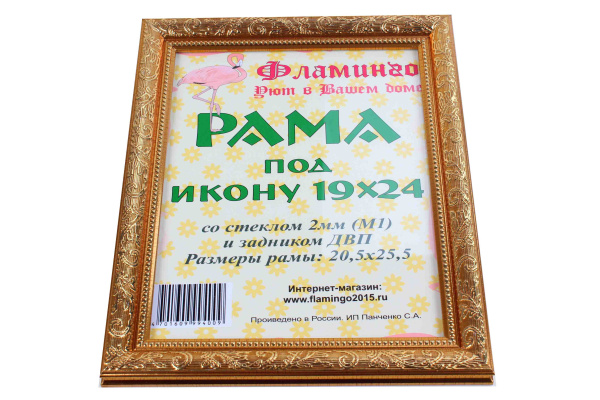 Фламинго
Уют в Вашем доме
РАМА
ПОД
ИКОНУ 19х24
со стеклом 2мм (М1)
и задником ДВП
Размеры рамы: 20,5х25,5
Интернет-магазин:
www.flamingo2015.ru
Произведено в России. ИП Панченко С.А.
4701609994009